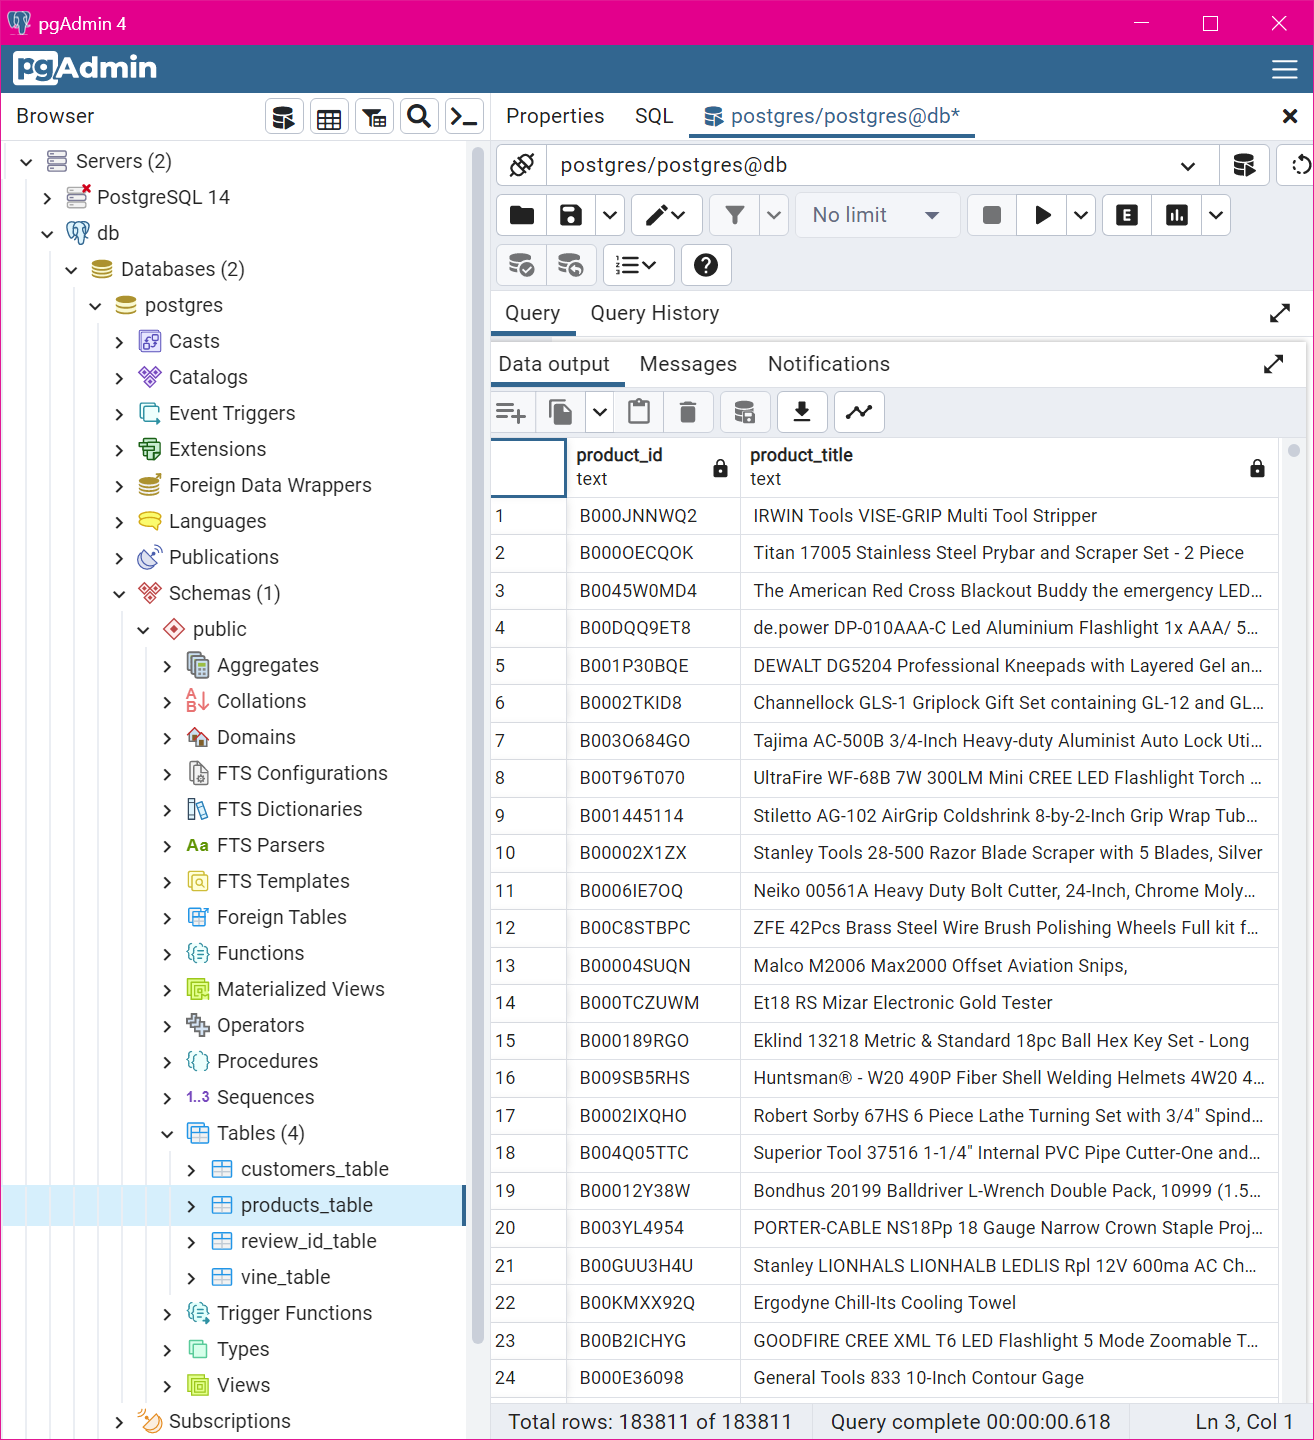 pgAdmin 4
pgAdmin
Browser
Servers (2)
PostgreSQL 14
db
Databases (2)
postgres
Casts
Catalogs
Event Triggers
Extensions
Foreign Data Wrappers
Languages
Publications
Schemas (1)
public
Aggregates
Collations
Domains
FTS Configurations
FTS Dictionaries
Aa FTS Parsers
FTS Templates
Foreign Tables
Functions
Materialized Views
Operators
Procedures
1..3 Sequences
Tables (4)
customers_table
products_table
review_id_table
vine_table
Trigger Functions
Types
Views
Subscriptions
Properties SQL postgres/postgres@db*
postgres/postgres@db
No limit E
Query Query History
Data output Messages Notifications
product_id product_title
text text
1 B000JNNWQ2 IRWIN Tools VISE-GRIP Multi Tool Stripper
2 B000OECQOK Titan 17005 Stainless Steel Prybar and Scraper Set - 2 Piece
3 B0045W0MD4 The American Red Cross Blackout Buddy the emergency LED...
4 B00DQQ9ET8 de.power DP-010AAA-C Led Aluminium Flashlight 1x AAA/ 5...
5 B001P30BQE DEWALT DG5204 Professional Kneepads with Layered Gel an...
6 B0002TKID8 Channellock GLS-1 Griplock Gift Set containing GL-12 and GL...
7 B003O684GO Tajima AC-500B 3/4-Inch Heavy-duty Aluminist Auto Lock Uti...
8 B00T96T070 UltraFire WF-68B 7W 300LM Mini CREE LED Flashlight Torch ...
9 B001445114 Stiletto AG-102 AirGrip Coldshrink 8-by-2-Inch Grip Wrap Tub...
10 B00002X1ZX Stanley Tools 28-500 Razor Blade Scraper with 5 Blades, Silver
11 B0006IE7OQ Neiko 00561A Heavy Duty Bolt Cutter, 24-Inch, Chrome Moly...
12 B00C8STBPC ZFE 42Pcs Brass Steel Wire Brush Polishing Wheels Full kit f...
13 B00004SUQN Malco M2006 Max2000 Offset Aviation Snips,
14 B000TCZUWM Et18 RS Mizar Electronic Gold Tester
15 B000189RGO Eklind 13218 Metric & Standard 18pc Ball Hex Key Set - Long
16 B009SB5RHS Huntsman® - W20 490P Fiber Shell Welding Helmets 4W20 4...
17 B0002IXQHO Robert Sorby 67HS 6 Piece Lathe Turning Set with 3/4" Spind...
18 B004Q05TTC Superior Tool 37516 1-1/4" Internal PVC Pipe Cutter-One and...
19 B00012Y38W Bondhus 20199 Balldriver L-Wrench Double Pack, 10999 (1.5...
20 B003YL4954 PORTER-CABLE NS18Pp 18 Gauge Narrow Crown Staple Proj...
21 B00GUU3H4U Stanley LIONHALS LIONHALB LEDLIS Rpl 12V 600ma AC Ch...
22 B00KMXX92Q Ergodyne Chill-Its Cooling Towel
23 B00B2ICHYG GOODFIRE CREE XML T6 LED Flashlight 5 Mode Zoomable T...
24 B000E36098 General Tools 833 10-Inch Contour Gage
Total rows: 183811 of 183811 Query complete 00:00:00.618 Ln 3, Col 1